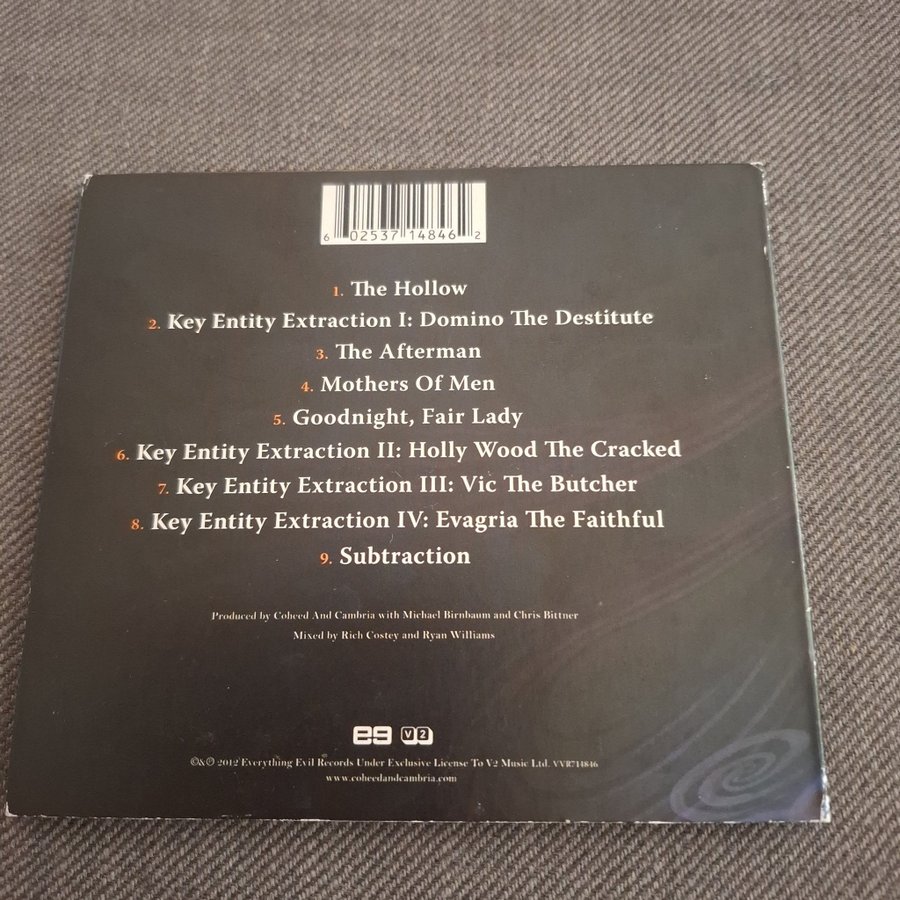 6 02537 14846 2
1. The Hollow
2. Key Entity Extraction I: Domino The Destitute
3. The Afterman
4. Mothers Of Men
5. Goodnight, Fair Lady
6. Key Entity Extraction II: Holly Wood The Cracked
7. Key Entity Extraction III: Vic The Butcher
8. Key Entity Extraction IV: Evagria The Faithful
9. Subtraction
Produced by Coheed And Cambria with Michael Birnbaum and Chris Bittner
Mixed by Rich Costey and Ryan Williams
V2
©&℗ 2012 Everything Evil Records Under Exclusive License To V2 Music Ltd. VVR714846
www.coheedandcambria.com